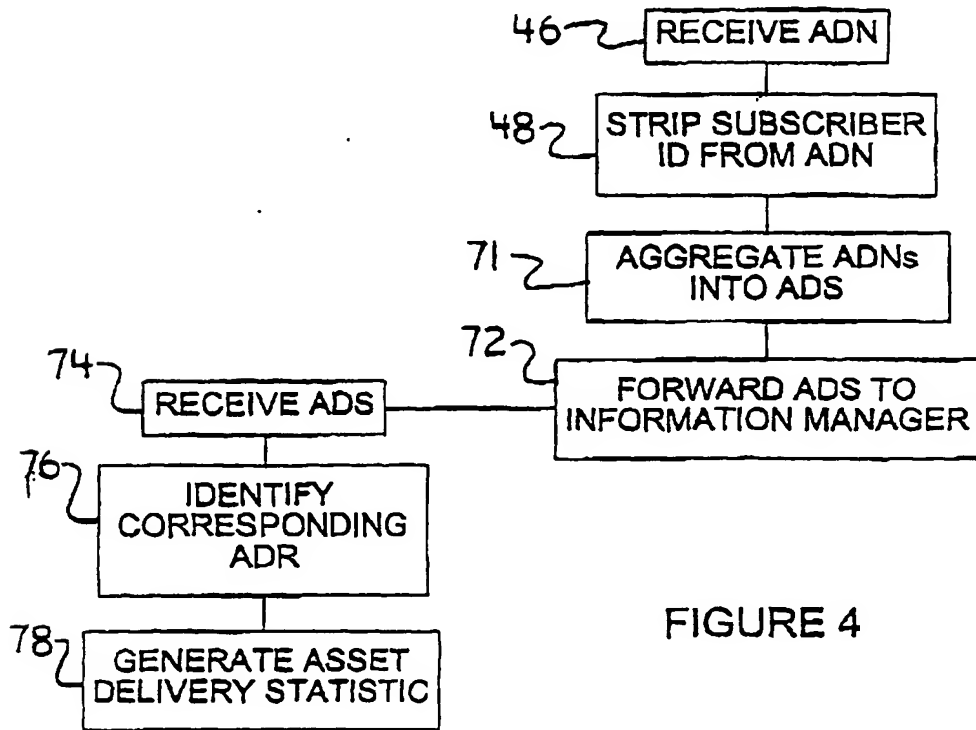 46
RECEIVE ADN
48
STRIP SUBSCRIBER
ID FROM ADN
71
AGGREGATE ADNs
INTO ADS
72
FORWARD ADS TO
INFORMATION MANAGER
74
RECEIVE ADS
76
IDENTIFY
CORRESPONDING
ADR
78
GENERATE ASSET
DELIVERY STATISTIC
FIGURE 4